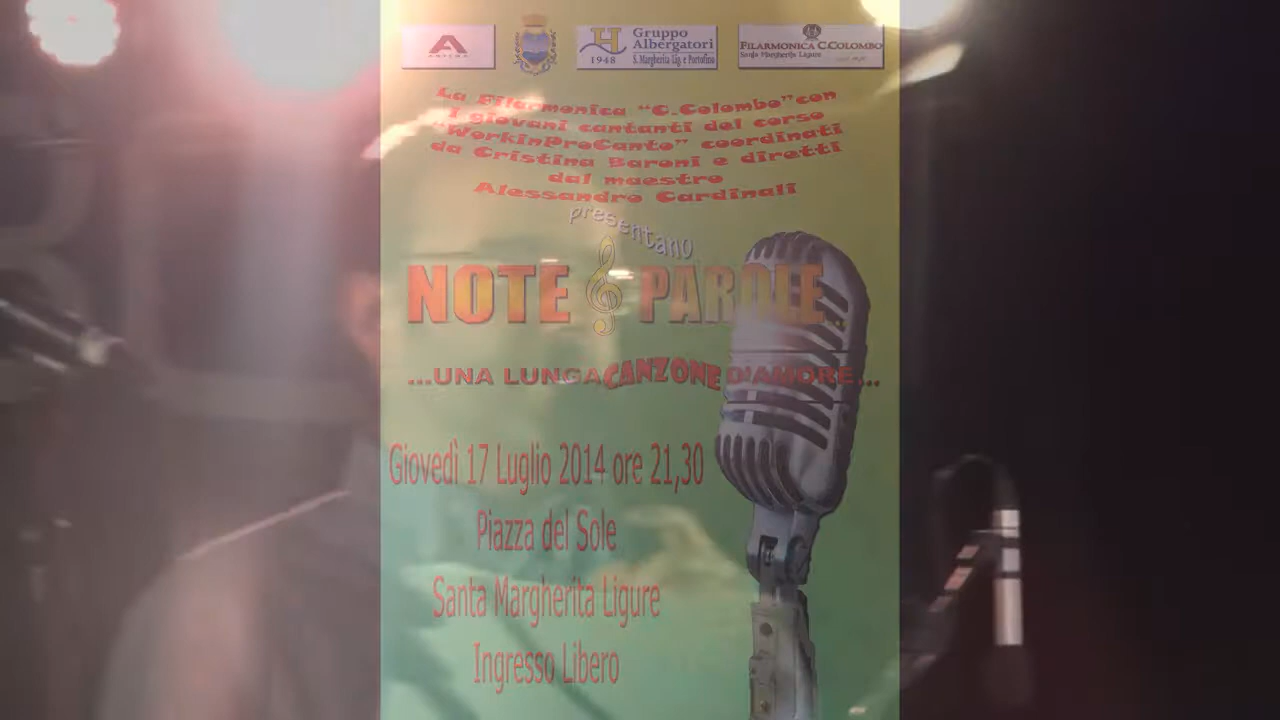 A
H
1948
Gruppo
Albergatori
S. Margherita Lig. e Portofino
FILARMONICA C.COLOMBO
Santa Margherita Ligure
La Filarmonica “C.Colombo”con
I giovani cantanti del corso
“WorkinProCanto” coordinati
da Cristina Baroni e diretti
dal maestro
Alessandro Cardinali
presentano
NOTE PAROLE..
...UNA LUNGA CANZONE D'AMORE...
Giovedì 17 Luglio 2014 ore 21,30
Piazza del Sole
Santa Margherita Ligure
Ingresso Libero